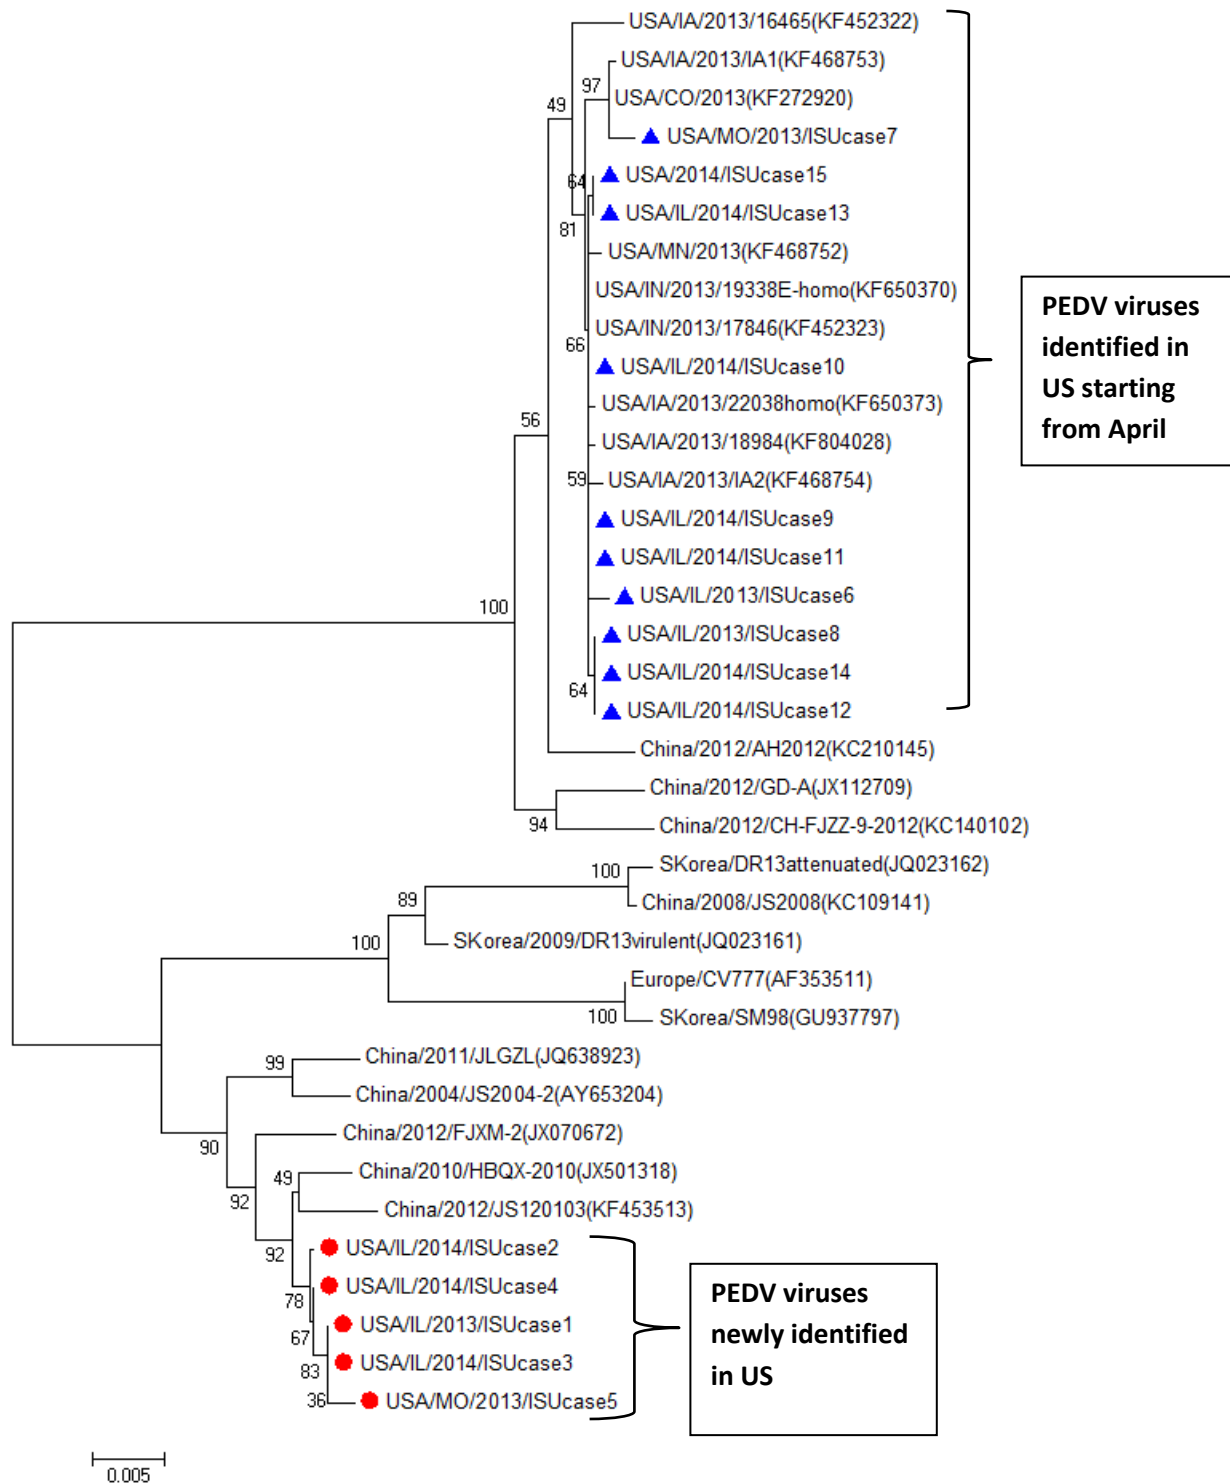 USA/IA/2013/16465(KF452322)
USA/IA/2013/IA1(KF468753)
97
USA/CO/2013(KF272920)
49
USA/MO/2013/ISUcase7
USA/2014/ISUcase15
64
USA/IL/2014/ISUcase13
81
USA/MN/2013(KF468752)
USA/IN/2013/19338E-homo(KF650370)
USA/IN/2013/17846(KF452323)
66
USA/IL/2014/ISUcase10
USA/IA/2013/22038homo(KF650373)
56
USA/IA/2013/18984(KF804028)
59
USA/IA/2013/IA2(KF468754)
USA/IL/2014/ISUcase9
USA/IL/2014/ISUcase11
USA/IL/2013/ISUcase6
100
USA/IL/2013/ISUcase8
USA/IL/2014/ISUcase14
64
USA/IL/2014/ISUcase12
PEDV viruses
identified in
US starting
from April
China/2012/AH2012(KC210145)
China/2012/GD-A(JX112709)
94
China/2012/CH-FJZZ-9-2012(KC140102)
SKorea/DR13attenuated(JQ023162)
100
China/2008/JS2008(KC109141)
89
SKorea/2009/DR13virulent(JQ023161)
100
Europe/CV777(AF353511)
100
SKorea/SM98(GU937797)
China/2011/JLGZL(JQ638923)
99
China/2004/JS2004-2(AY653204)
China/2012/FJXM-2(JX070672)
90
China/2010/HBQX-2010(JX501318)
49
92
China/2012/JS120103(KF453513)
92
USA/IL/2014/ISUcase2
USA/IL/2014/ISUcase4
78
USA/IL/2013/ISUcase1
67
USA/IL/2014/ISUcase3
83
USA/MO/2013/ISUcase5
36
PEDV viruses
newly identified
in US
0.005